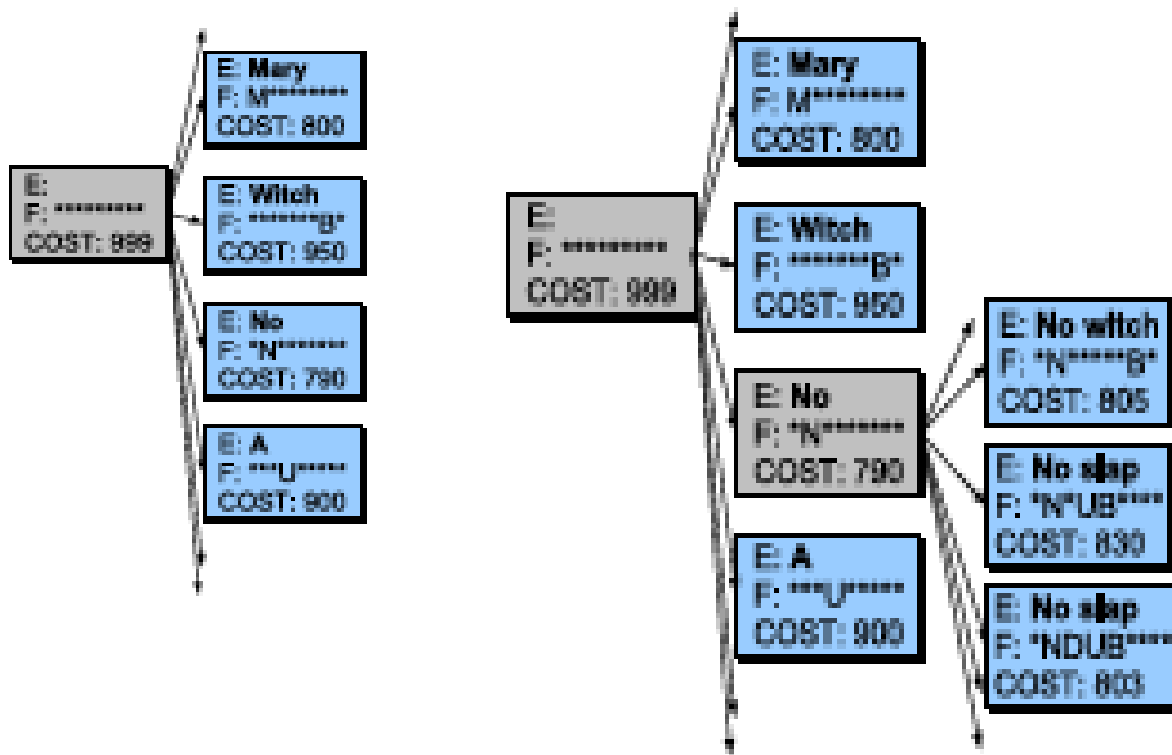 E: Mary
F: M********
COST: 800
E:
F: *********
COST: 999
E: Witch
F: *******B*
COST: 950
E: No
F: *N*******
COST: 790
E: A
F: ***U*****
COST: 900
E: Mary
F: M********
COST: 800
E:
F: *********
COST: 999
E: Witch
F: *******B*
COST: 950
E: No
F: *N*******
COST: 790
E: A
F: ***U*****
COST: 900
E: No witch
F: *N*****B*
COST: 805
E: No slap
F: *N*UB****
COST: 830
E: No slap
F: *NDUB****
COST: 803